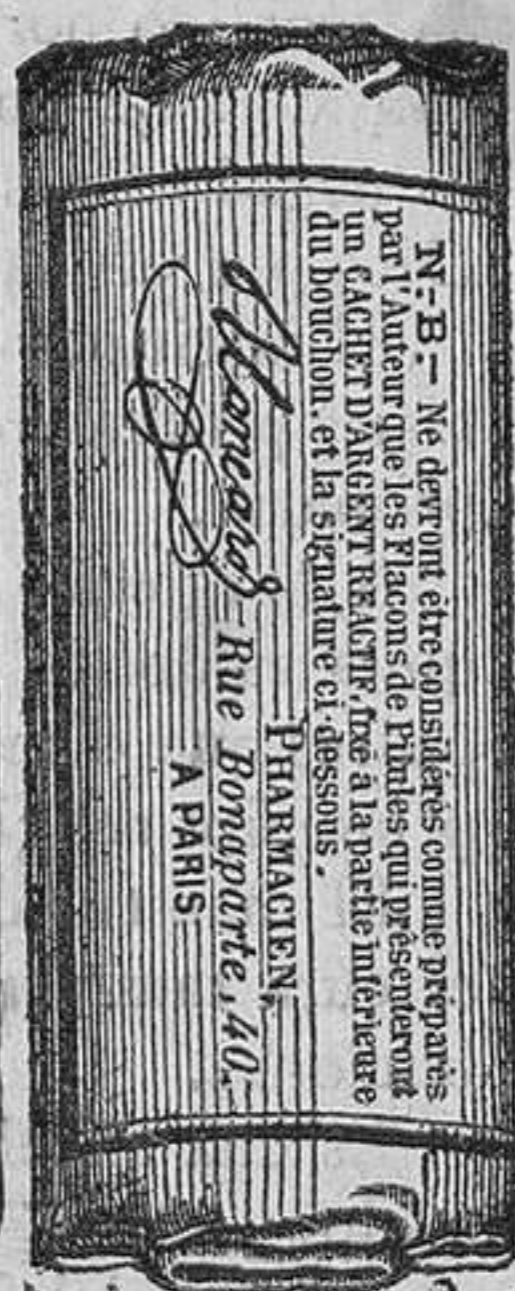 N.-B.- Ne devront être considérés comme préparés
par l'Auteur que les Flacons de Pilules qui présenteront
un CACHET D'ARGENT REACTIF, fixé à la partie inférieure
du bouchon, et la signature ci-dessous.
PHARMACIEN,
Blancard Rue Bonaparte, 40.
A PARIS